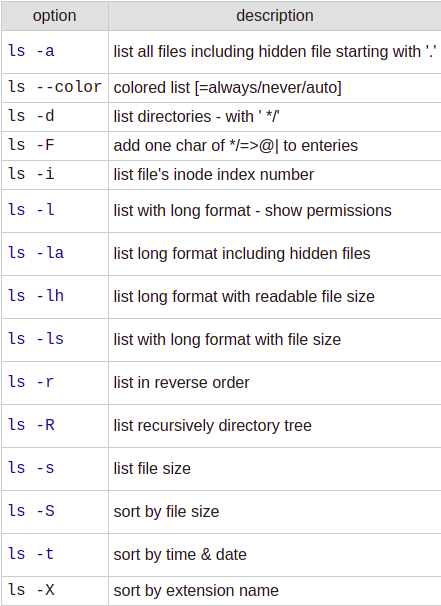 option description
ls -a list all files including hidden file starting with '.'
ls --color colored list [=always/never/auto]
ls -d list directories - with ' */'
ls -F add one char of */=>@| to enteries
ls -i list file's inode index number
ls -l list with long format - show permissions
ls -la list long format including hidden files
ls -lh list long format with readable file size
ls -ls list with long format with file size
ls -r list in reverse order
ls -R list recursively directory tree
ls -s list file size
ls -S sort by file size
ls -t sort by time & date
ls -X sort by extension name